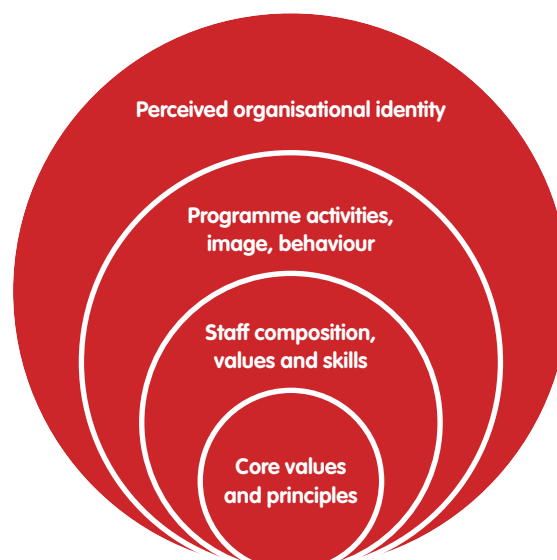 Perceived organisational identity
Programme activities,
image, behaviour
Staff composition,
values and skills
Core values
and principles